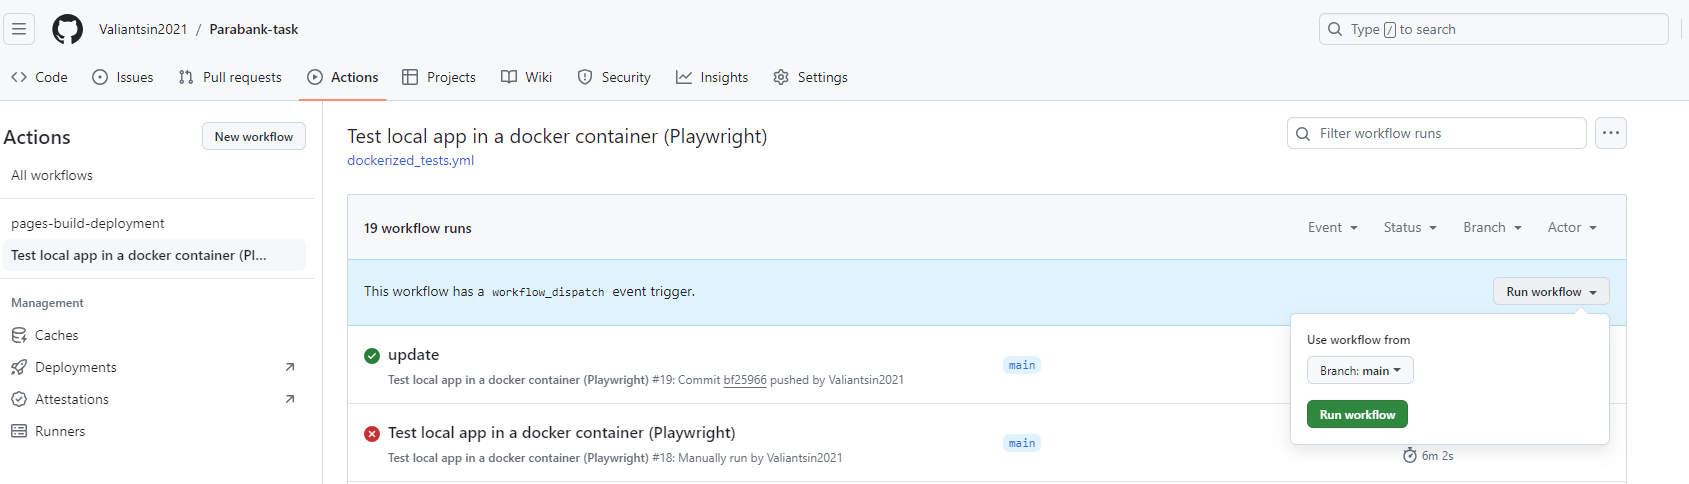 Valiantsin2021 / Parabank-task
Type / to search
Code Issues Pull requests Actions Projects Wiki Security Insights Settings
Actions
New workflow
All workflows
pages-build-deployment
Test local app in a docker container (Pl...
Management
Caches
Deployments
Attestations
Runners
Test local app in a docker container (Playwright)
dockerized_tests.yml
Filter workflow runs
19 workflow runs
Event Status Branch Actor
This workflow has a workflow_dispatch event trigger.
Run workflow
Use workflow from
Branch: main
Run workflow
update
Test local app in a docker container (Playwright) #19: Commit bf25966 pushed by Valiantsin2021
main
Test local app in a docker container (Playwright)
Test local app in a docker container (Playwright) #18: Manually run by Valiantsin2021
main
6m 2s